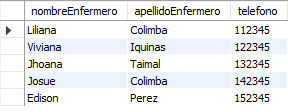 nombreEnfermero apellidoEnfermero telefono
Liliana Colimba 112345
Viviana Iquinas 122345
Jhoana Taimal 132345
Josue Colimba 142345
Edison Perez 152345